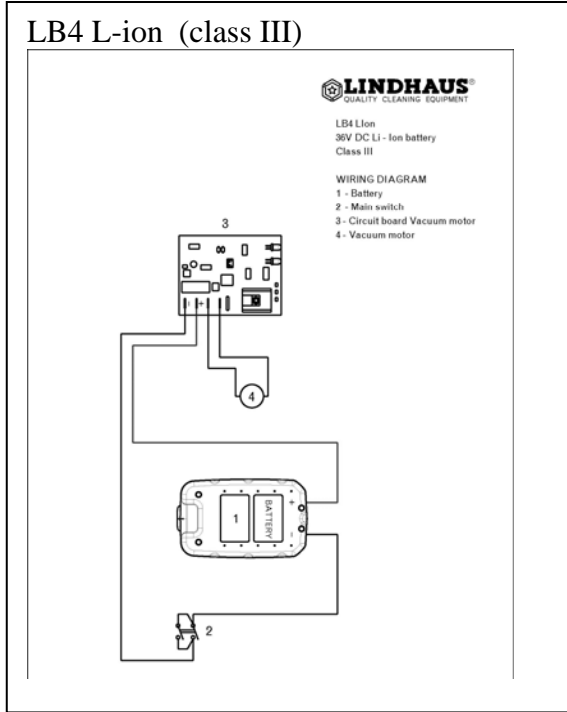 LB4 L-ion (class III)
LINDHAUS®
QUALITY CLEANING EQUIPMENT
LB4 LIon
36V DC Li - Ion battery
Class III
WIRING DIAGRAM
1 - Battery
2 - Main switch
3 - Circuit board Vacuum motor
4 - Vacuum motor
3
- +
4
1
BATTERY
+
-
2